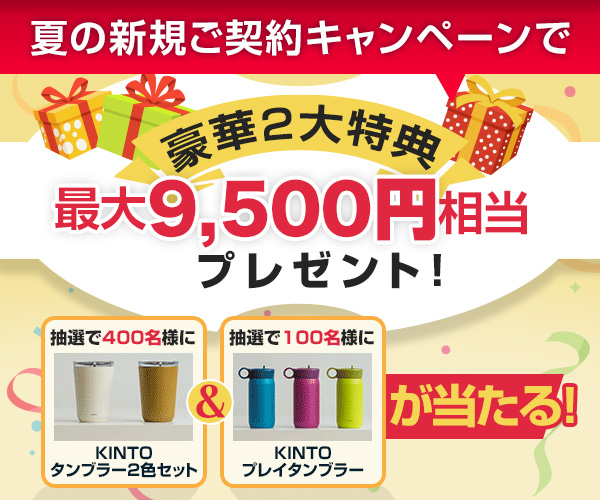 夏の新規ご契約キャンペーンで
豪華2大特典
最大9,500円相当
プレゼント!
抽選で400名様に
KINTO
タンブラー2色セット
&
抽選で100名様に
KINTO
プレイタンブラー
が当たる!